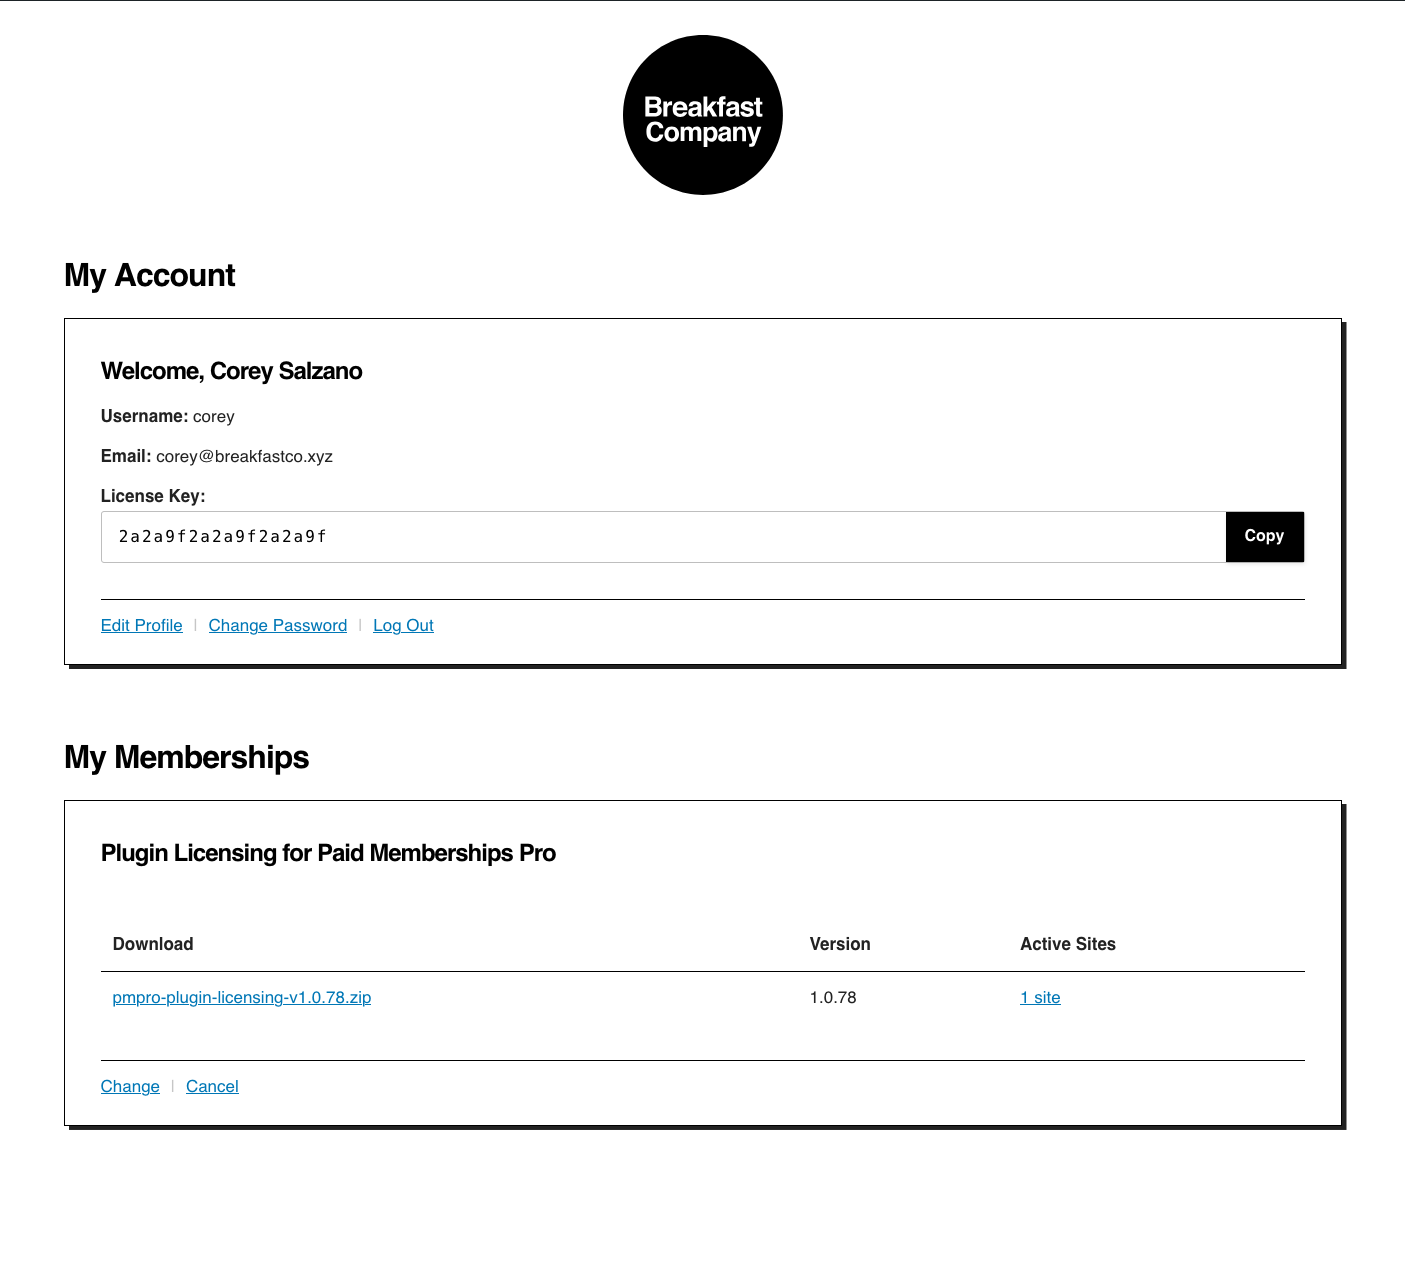 Breakfast
Company
My Account
Welcome, Corey Salzano
Username: corey
Email: corey@breakfastco.xyz
License Key:
2a2a9f2a2a9f2a2a9f Copy
Edit Profile | Change Password | Log Out
My Memberships
Plugin Licensing for Paid Memberships Pro
Download Version Active Sites
pmpro-plugin-licensing-v1.0.78.zip 1.0.78 1 site
Change | Cancel